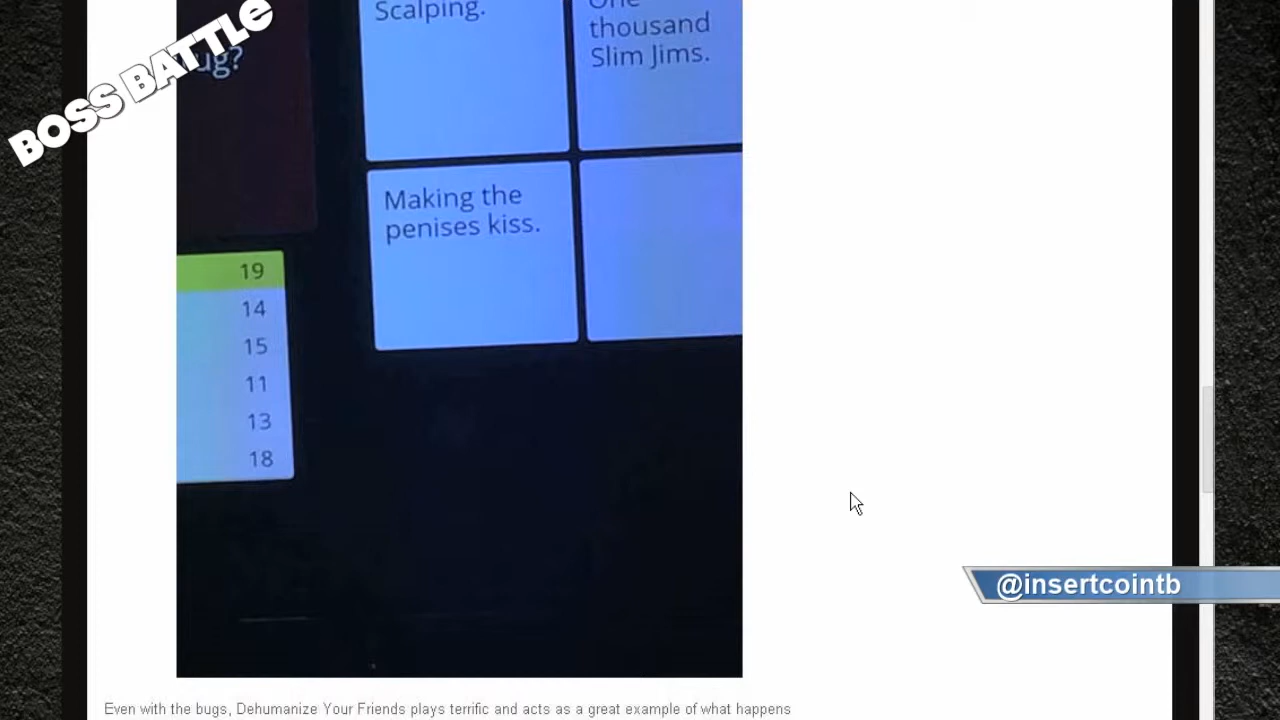 BOSS BATTLE
Scalping.
One
thousand
Slim Jims.
ug?
Making the
penises kiss.
19
14
15
11
13
18
@insertcointb
Even with the bugs, Dehumanize Your Friends plays terrific and acts as a great example of what happens